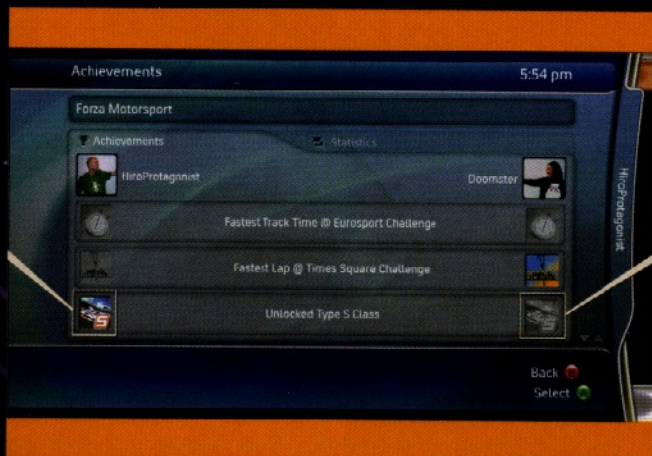 Achievements 5:54 pm
Forza Motorsport
Achievements Statistics
HiroProtagonist Doomster
Fastest Track Time @ Eurosport Challenge
Fastest Lap @ Times Square Challenge
Unlocked Type S Class
Back
Select
HiroProtagonist